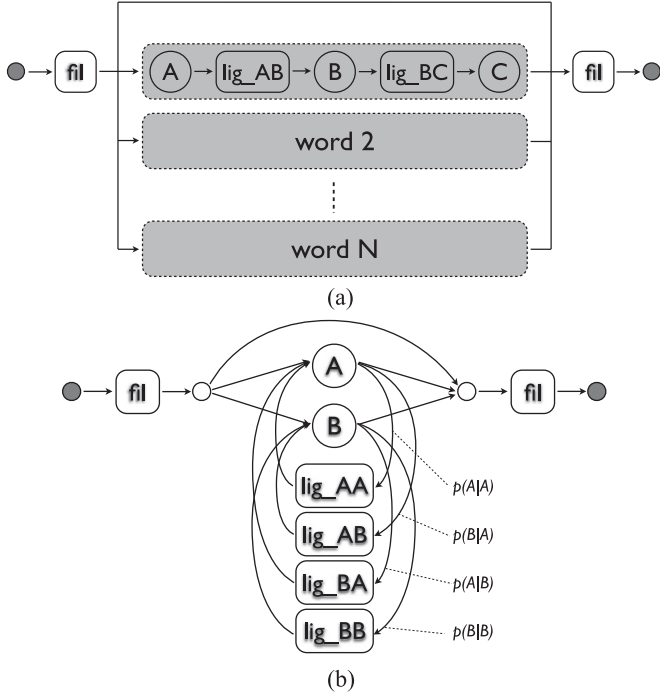 fil A lig_AB B lig_BC C fil
word 2
word N
(a)
A
fil fil
B
lig_AA p(A|A)
lig_AB p(B|A)
lig_BA p(A|B)
lig_BB p(B|B)
(b)